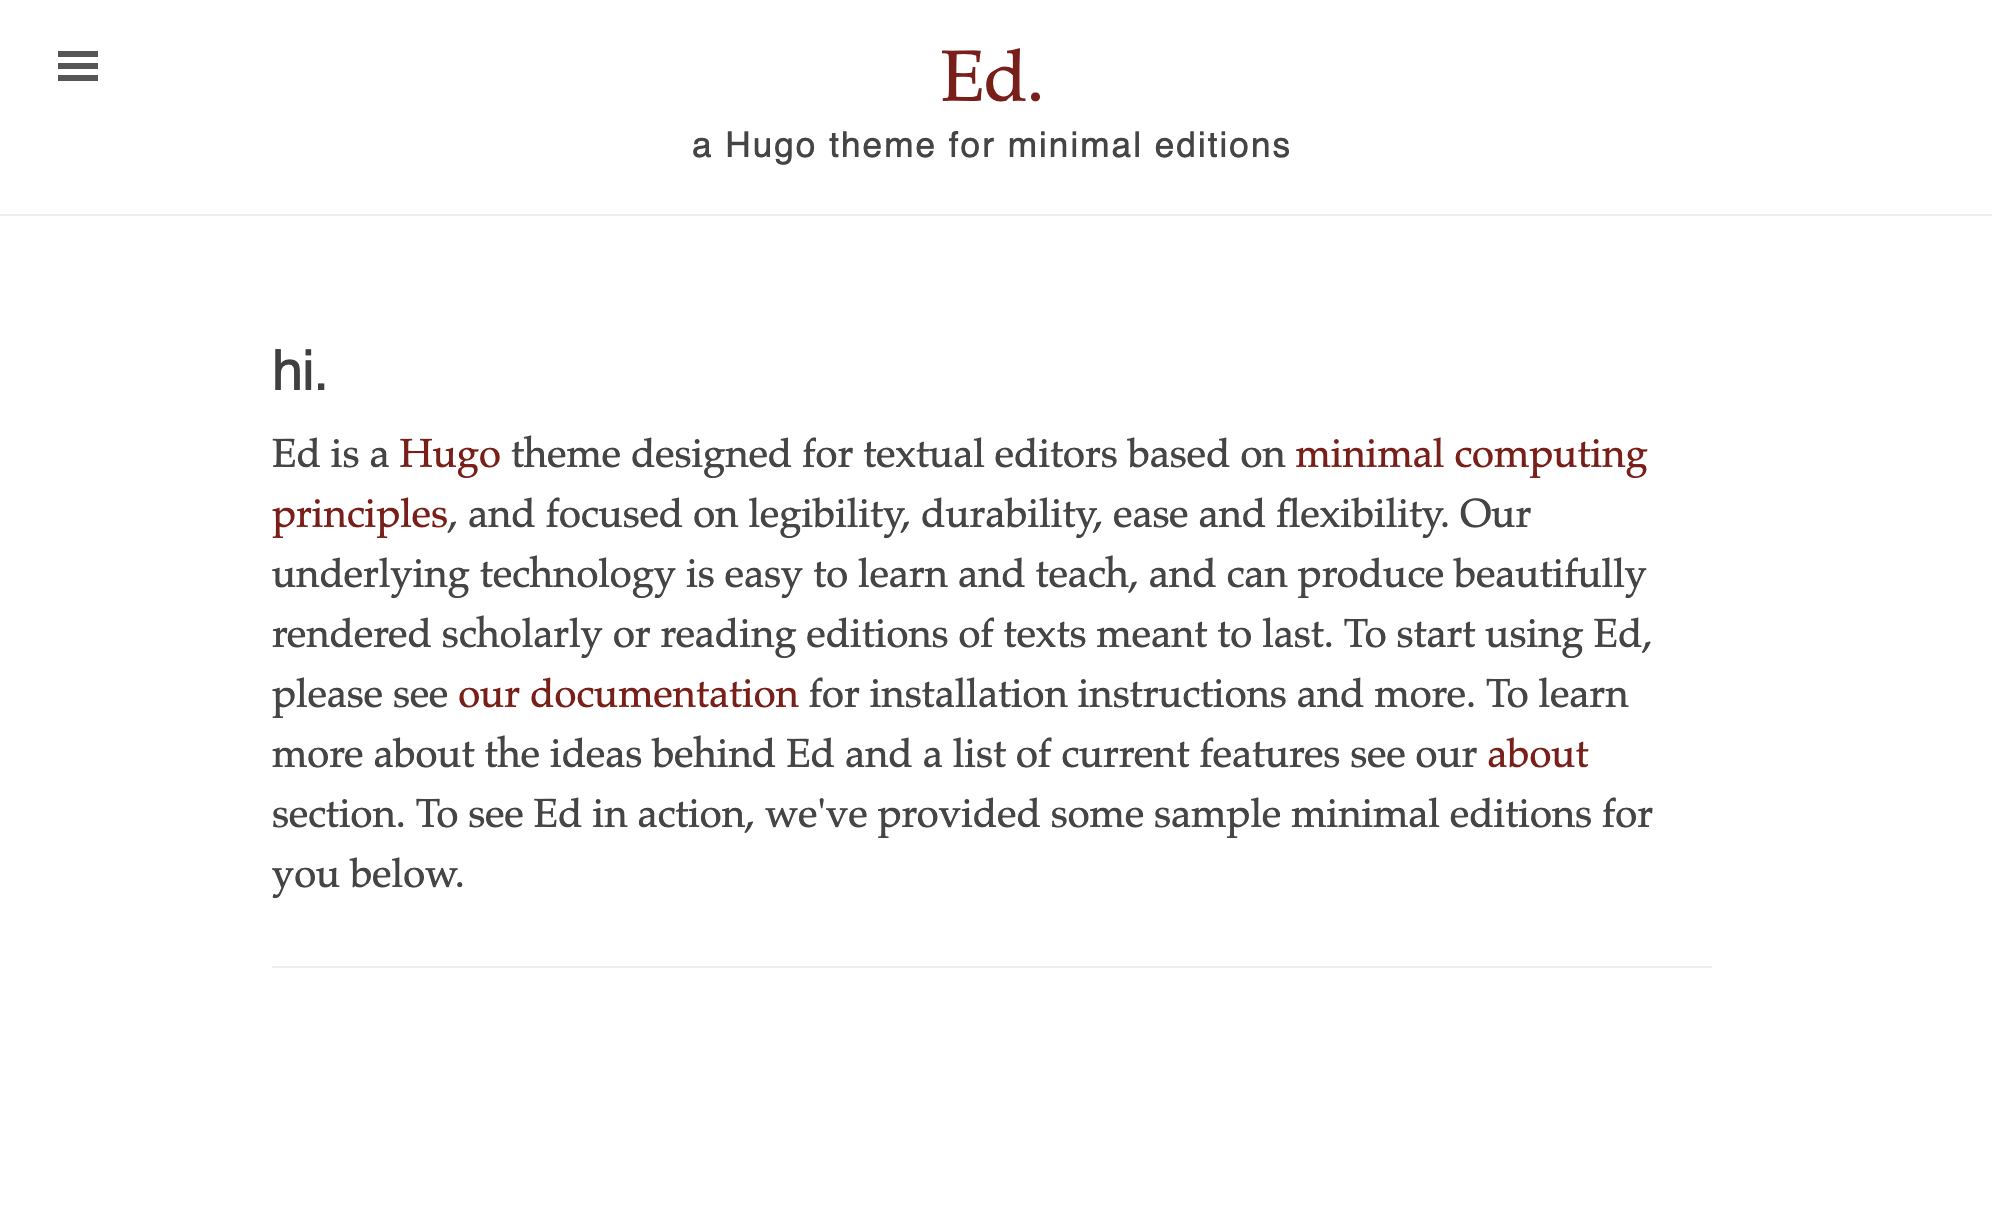 Ed.
a Hugo theme for minimal editions
hi.
Ed is a Hugo theme designed for textual editors based on minimal computing
principles, and focused on legibility, durability, ease and flexibility. Our
underlying technology is easy to learn and teach, and can produce beautifully
rendered scholarly or reading editions of texts meant to last. To start using Ed,
please see our documentation for installation instructions and more. To learn
more about the ideas behind Ed and a list of current features see our about
section. To see Ed in action, we've provided some sample minimal editions for
you below.